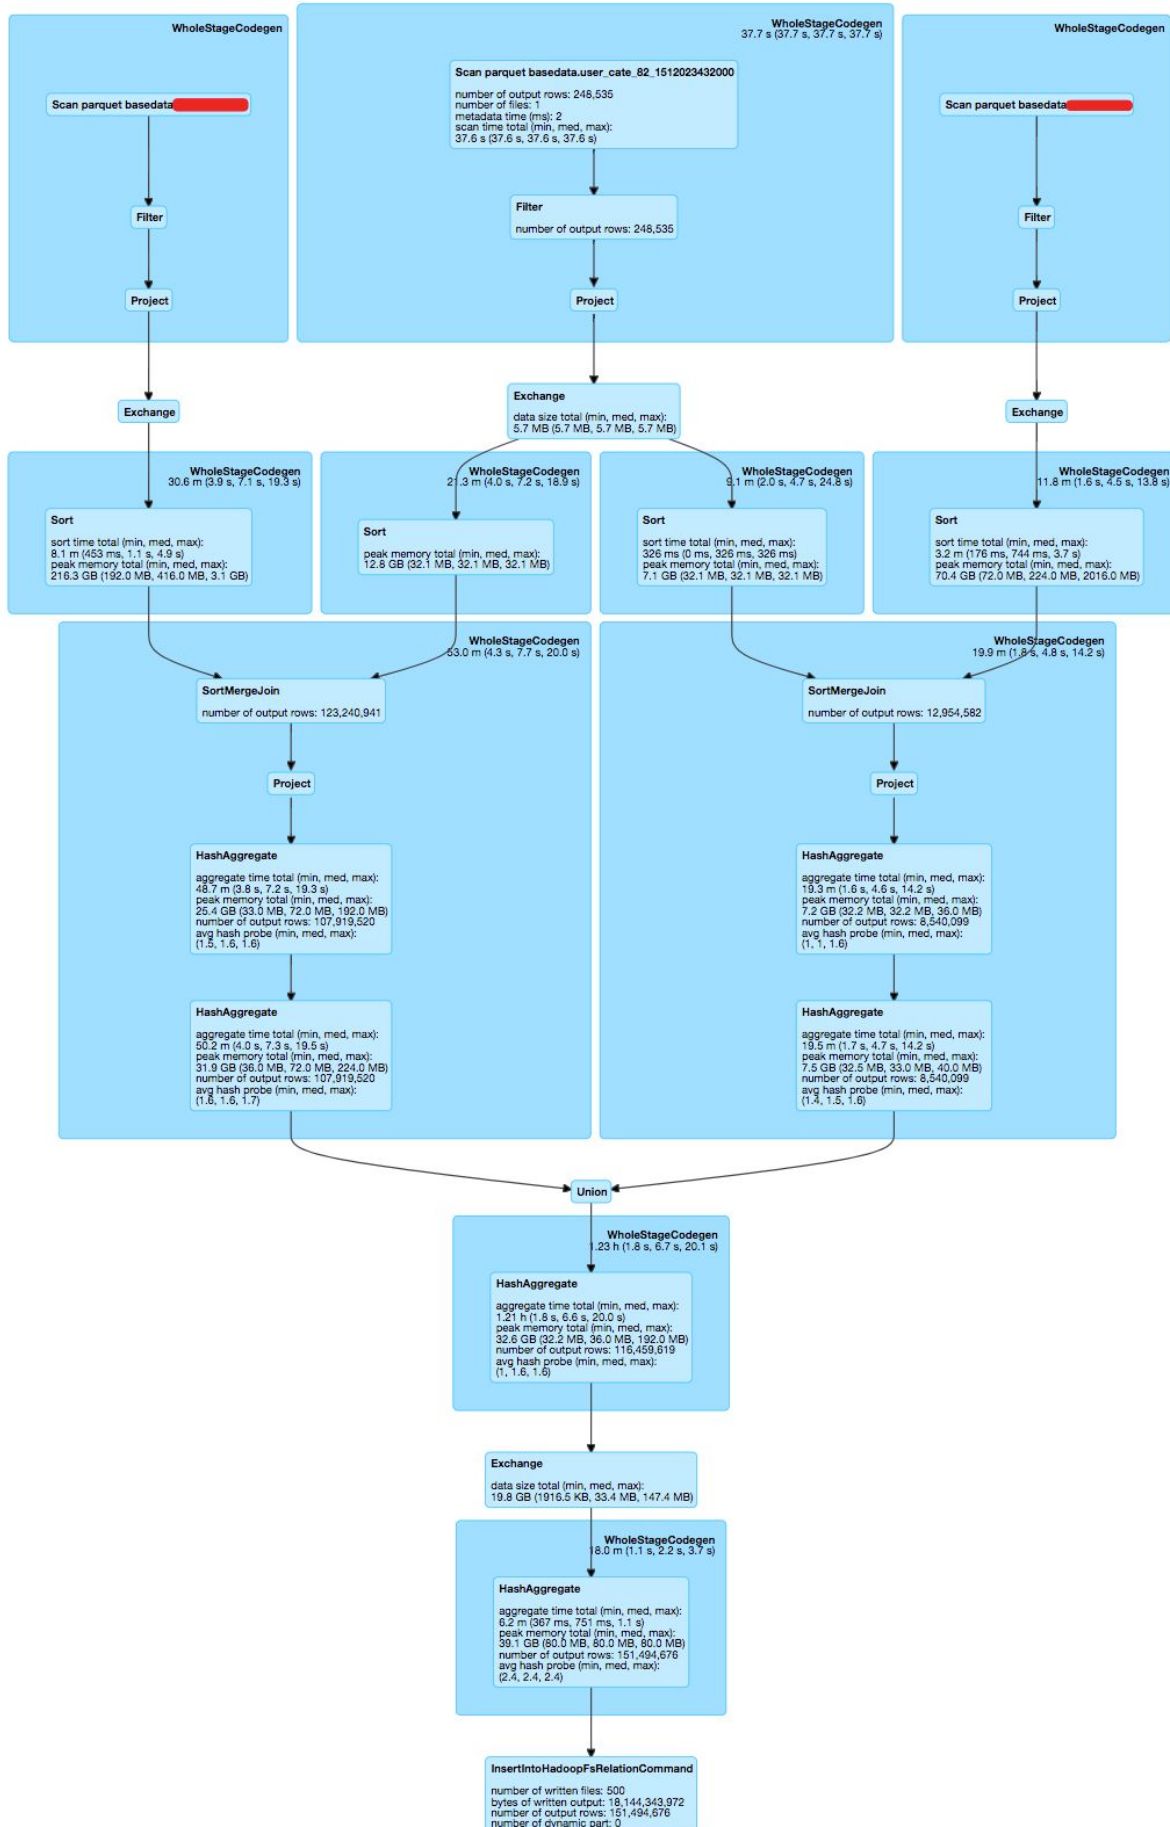 WholeStageCodegen
Scan parquet basedata
Filter
Project
WholeStageCodegen
37.7 s (37.7 s, 37.7 s, 37.7 s)
Scan parquet basedata.user_cate_82_1512023432000
number of output rows: 248,535
number of files: 1
metadata time (ms): 2
scan time total (min, med, max):
37.6 s (37.6 s, 37.6 s, 37.6 s)
Filter
number of output rows: 248,535
Project
WholeStageCodegen
Scan parquet basedata
Filter
Project
Exchange
Exchange
data size total (min, med, max):
5.7 MB (5.7 MB, 5.7 MB, 5.7 MB)
Exchange
WholeStageCodegen
30.6 m (3.9 s, 7.1 s, 19.3 s)
Sort
sort time total (min, med, max):
8.1 m (453 ms, 1.1 s, 4.9 s)
peak memory total (min, med, max):
216.3 GB (192.0 MB, 416.0 MB, 3.1 GB)
WholeStageCodegen
21.3 m (4.0 s, 7.2 s, 18.9 s)
Sort
peak memory total (min, med, max):
12.8 GB (32.1 MB, 32.1 MB, 32.1 MB)
WholeStageCodegen
9.1 m (2.0 s, 4.7 s, 24.8 s)
Sort
sort time total (min, med, max):
326 ms (0 ms, 326 ms, 326 ms)
peak memory total (min, med, max):
7.1 GB (32.1 MB, 32.1 MB, 32.1 MB)
WholeStageCodegen
11.8 m (1.6 s, 4.5 s, 13.8 s)
Sort
sort time total (min, med, max):
3.2 m (176 ms, 744 ms, 3.7 s)
peak memory total (min, med, max):
70.4 GB (72.0 MB, 224.0 MB, 2016.0 MB)
WholeStageCodegen
53.0 m (4.3 s, 7.7 s, 20.0 s)
SortMergeJoin
number of output rows: 123,240,941
Project
HashAggregate
aggregate time total (min, med, max):
48.7 m (3.8 s, 7.2 s, 19.3 s)
peak memory total (min, med, max):
25.4 GB (33.0 MB, 72.0 MB, 192.0 MB)
number of output rows: 107,919,520
avg hash probe (min, med, max):
(1.5, 1.6, 1.6)
HashAggregate
aggregate time total (min, med, max):
50.2 m (4.0 s, 7.3 s, 19.5 s)
peak memory total (min, med, max):
31.9 GB (36.0 MB, 72.0 MB, 224.0 MB)
number of output rows: 107,919,520
avg hash probe (min, med, max):
(1.6, 1.6, 1.7)
WholeStageCodegen
19.9 m (1.8 s, 4.8 s, 14.2 s)
SortMergeJoin
number of output rows: 12,954,582
Project
HashAggregate
aggregate time total (min, med, max):
19.3 m (1.6 s, 4.6 s, 14.2 s)
peak memory total (min, med, max):
7.2 GB (32.2 MB, 32.2 MB, 36.0 MB)
number of output rows: 8,540,099
avg hash probe (min, med, max):
(1, 1, 1.6)
HashAggregate
aggregate time total (min, med, max):
19.5 m (1.7 s, 4.7 s, 14.2 s)
peak memory total (min, med, max):
7.5 GB (32.5 MB, 33.0 MB, 40.0 MB)
number of output rows: 8,540,099
avg hash probe (min, med, max):
(1.4, 1.5, 1.6)
Union
WholeStageCodegen
1.23 h (1.8 s, 6.7 s, 20.1 s)
HashAggregate
aggregate time total (min, med, max):
1.21 h (1.8 s, 6.6 s, 20.0 s)
peak memory total (min, med, max):
32.6 GB (32.2 MB, 36.0 MB, 192.0 MB)
number of output rows: 116,459,619
avg hash probe (min, med, max):
(1, 1.6, 1.6)
Exchange
data size total (min, med, max):
19.8 GB (1916.5 KB, 33.4 MB, 147.4 MB)
WholeStageCodegen
18.0 m (1.1 s, 2.2 s, 3.7 s)
HashAggregate
aggregate time total (min, med, max):
6.2 m (367 ms, 751 ms, 1.1 s)
peak memory total (min, med, max):
39.1 GB (80.0 MB, 80.0 MB, 80.0 MB)
number of output rows: 151,494,676
avg hash probe (min, med, max):
(2.4, 2.4, 2.4)
InsertIntoHadoopFsRelationCommand
number of written files: 500
bytes of written output: 18,144,343,972
number of output rows: 151,494,676
number of dynamic part: 0